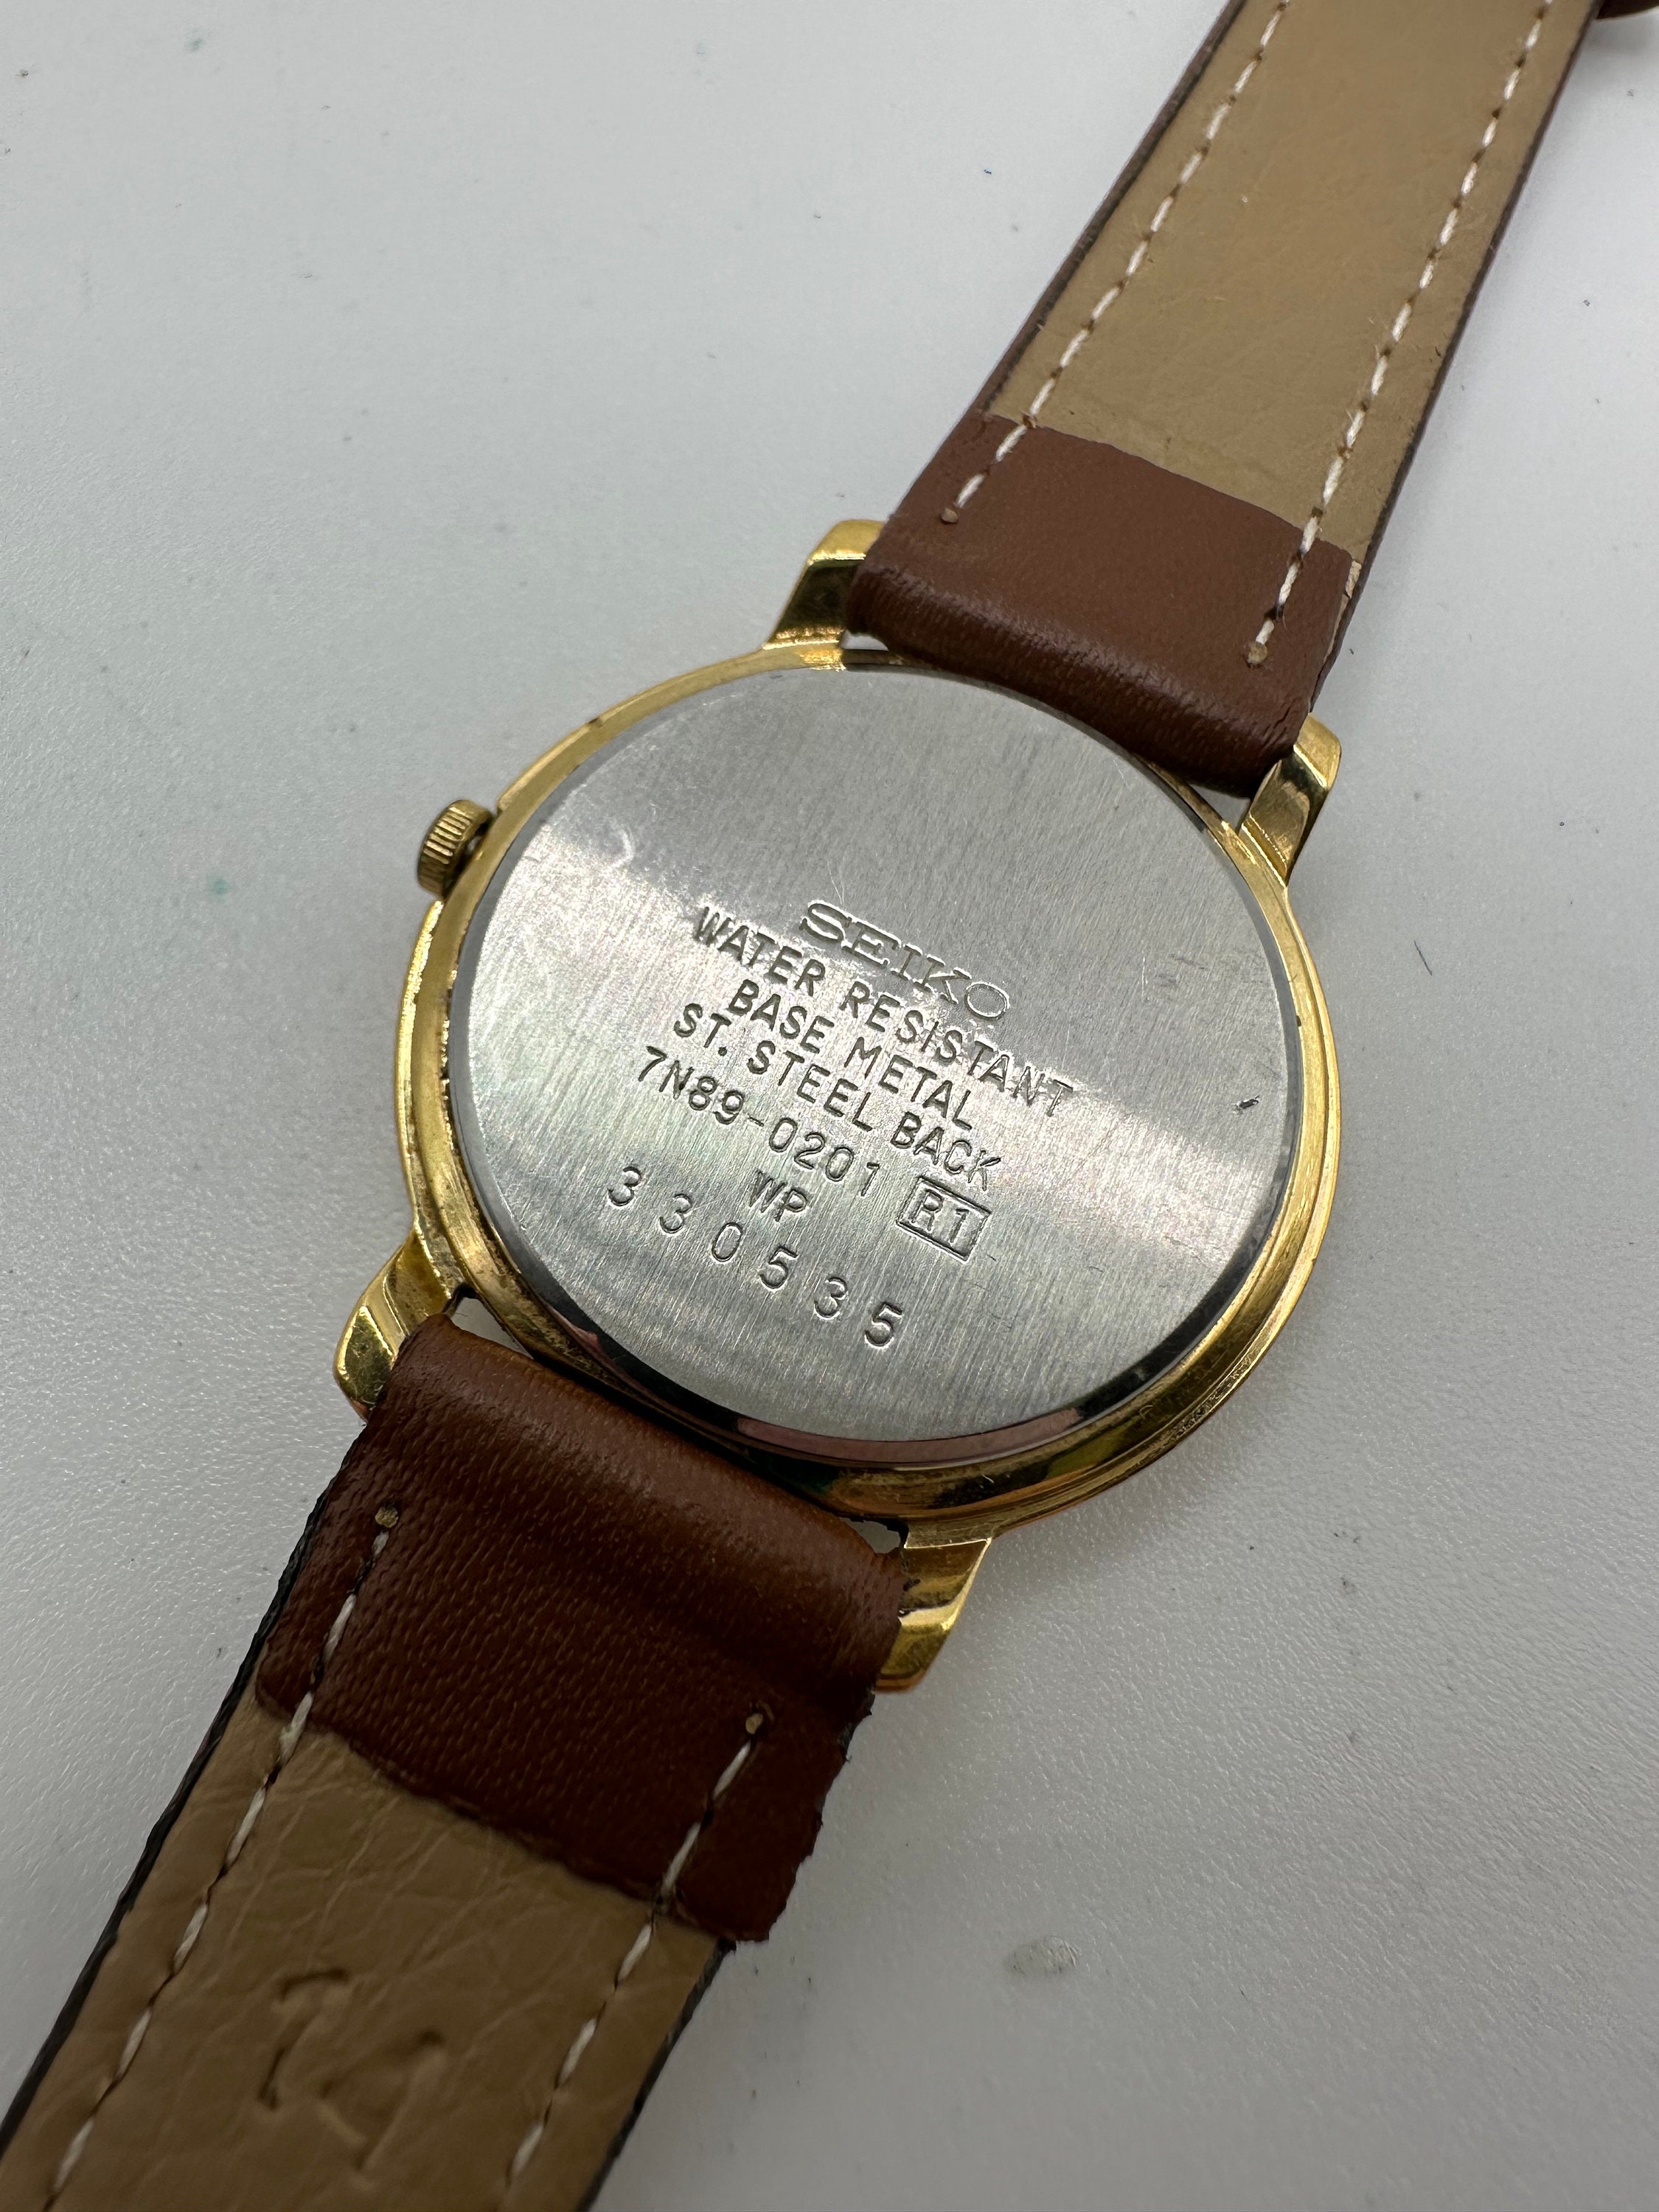 SEIKO
WATER RESISTANT
BASE METAL
ST. STEEL BACK
7N89-0201 R1
WP
330535